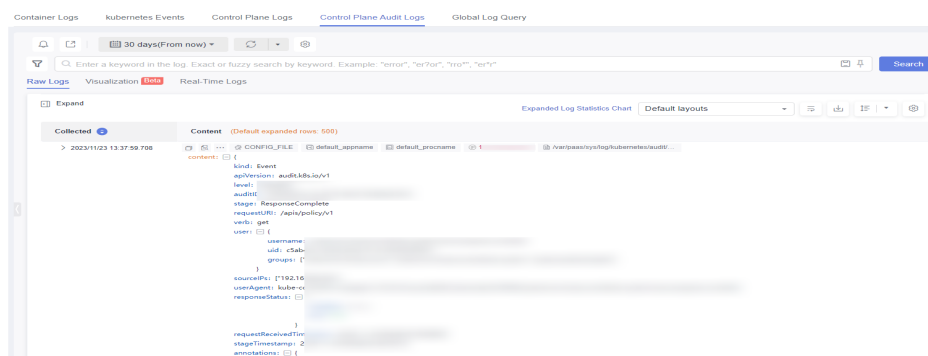 Container Logs kubernetes Events Control Plane Logs Control Plane Audit Logs Global Log Query
30 days(From now)
Enter a keyword in the log. Exact or fuzzy search by keyword. Example: "error", "er?or", "rro*", "er*r" Search
Raw Logs Visualization Beta Real-Time Logs
Expand
Expanded Log Statistics Chart Default layouts
Collected Content (Default expanded rows: 500)
2023/11/23 13:37:59.708 CONFIG_FILE default_appname default_procname 1 /var/paas/sys/log/kubernetes/audit/...
content: {
kind: Event
apiVersion: audit.k8s.io/v1
level:
auditID
stage: ResponseComplete
requestURI: /apis/policy/v1
verb: get
user: {
username:
uid: c5ab
groups: ["
}
sourceIPs: ["192.16
userAgent: kube-c
responseStatus:
}
requestReceivedTim
stageTimestamp: 2
annotations: {